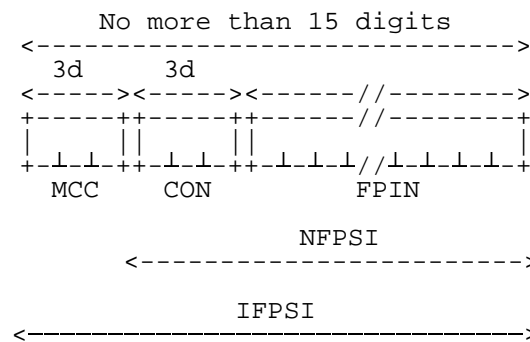 No more than 15 digits
3d 3d
MCC CON FPIN
NFPSI
IFPSI